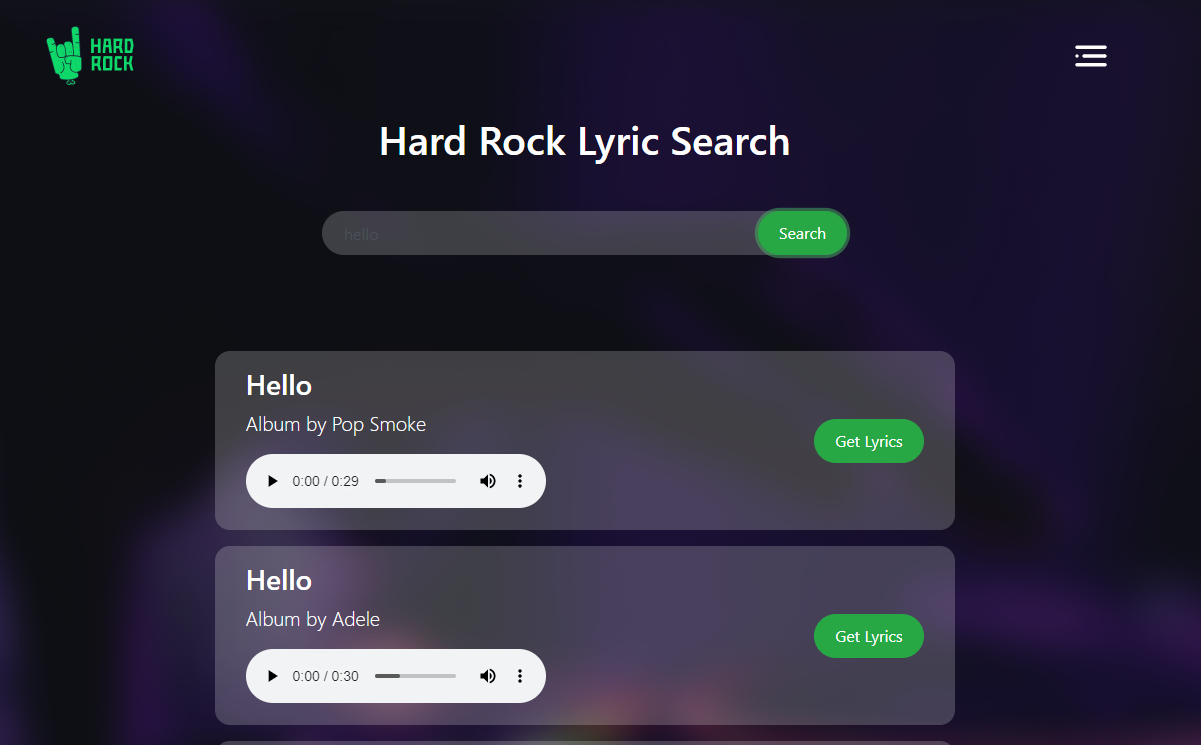 HARD
ROCK
Hard Rock Lyric Search
hello
Search
Hello
Album by Pop Smoke
0:00 / 0:29
Get Lyrics
Hello
Album by Adele
0:00 / 0:30
Get Lyrics